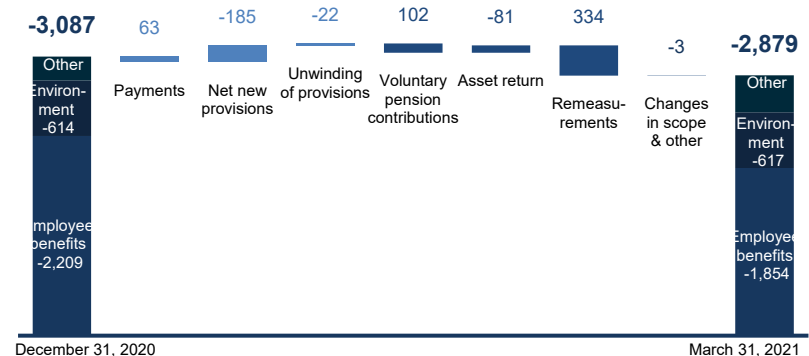 -3,087
63
-185
-22
102
-81
334
-3
-2,879
Other
Environ-
ment
-614
mployee
benefits
-2,209
Payments
Net new
provisions
Unwinding
of provisions
Voluntary
pension
contributions
Asset return
Remeasu-
rements
Changes
in scope
& other
Other
Environ-
ment
-617
Employee
benefits
-1,854
December 31, 2020
March 31, 2021